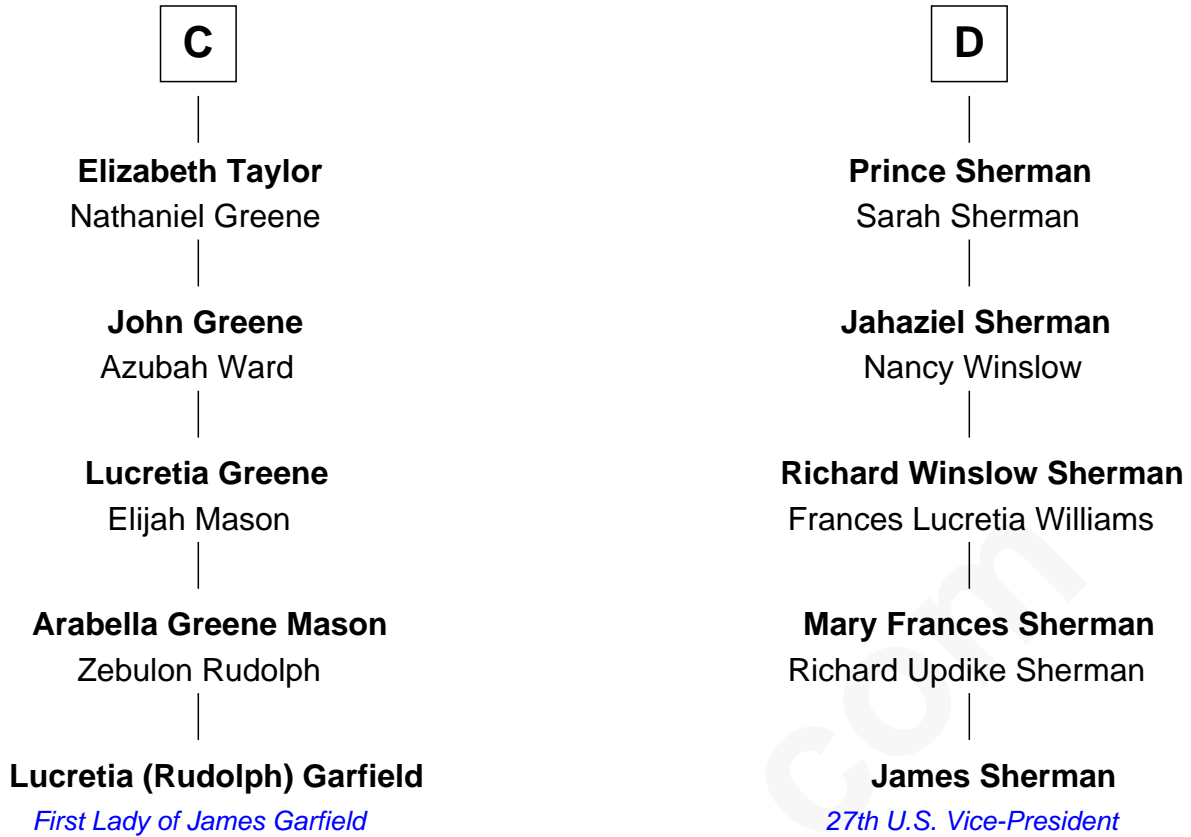 C
Elizabeth Taylor
Nathaniel Greene
John Greene
Azubah Ward
Lucretia Greene
Elijah Mason
Arabella Greene Mason
Zebulon Rudolph
Lucretia (Rudolph) Garfield
First Lady of James Garfield
D
Prince Sherman
Sarah Sherman
Jahaziel Sherman
Nancy Winslow
Richard Winslow Sherman
Frances Lucretia Williams
Mary Frances Sherman
Richard Updike Sherman
James Sherman
27th U.S. Vice-President
com